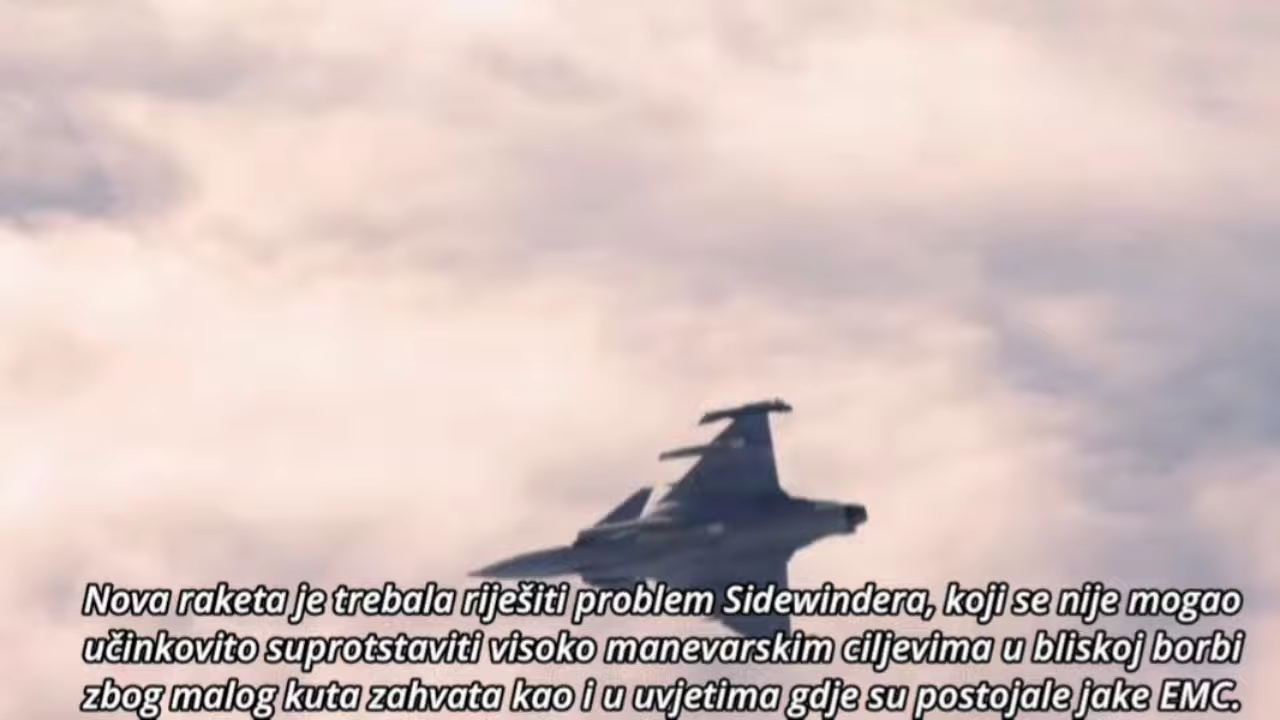 Nova raketa je trebala riješiti problem Sidewindera, koji se nije mogao
učinkovito suprotstaviti visoko manevarskim ciljevima u bliskoj borbi
zbog malog kuta zahvata kao i u uvjetima gdje su postojale jake EMC.